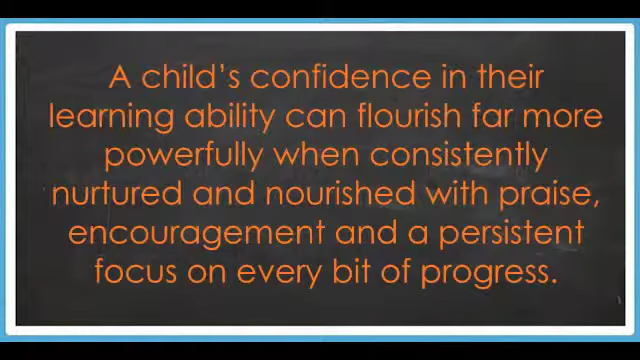 A child’s confidence in their
learning ability can flourish far more
powerfully when consistently
nurtured and nourished with praise,
encouragement and a persistent
focus on every bit of progress.